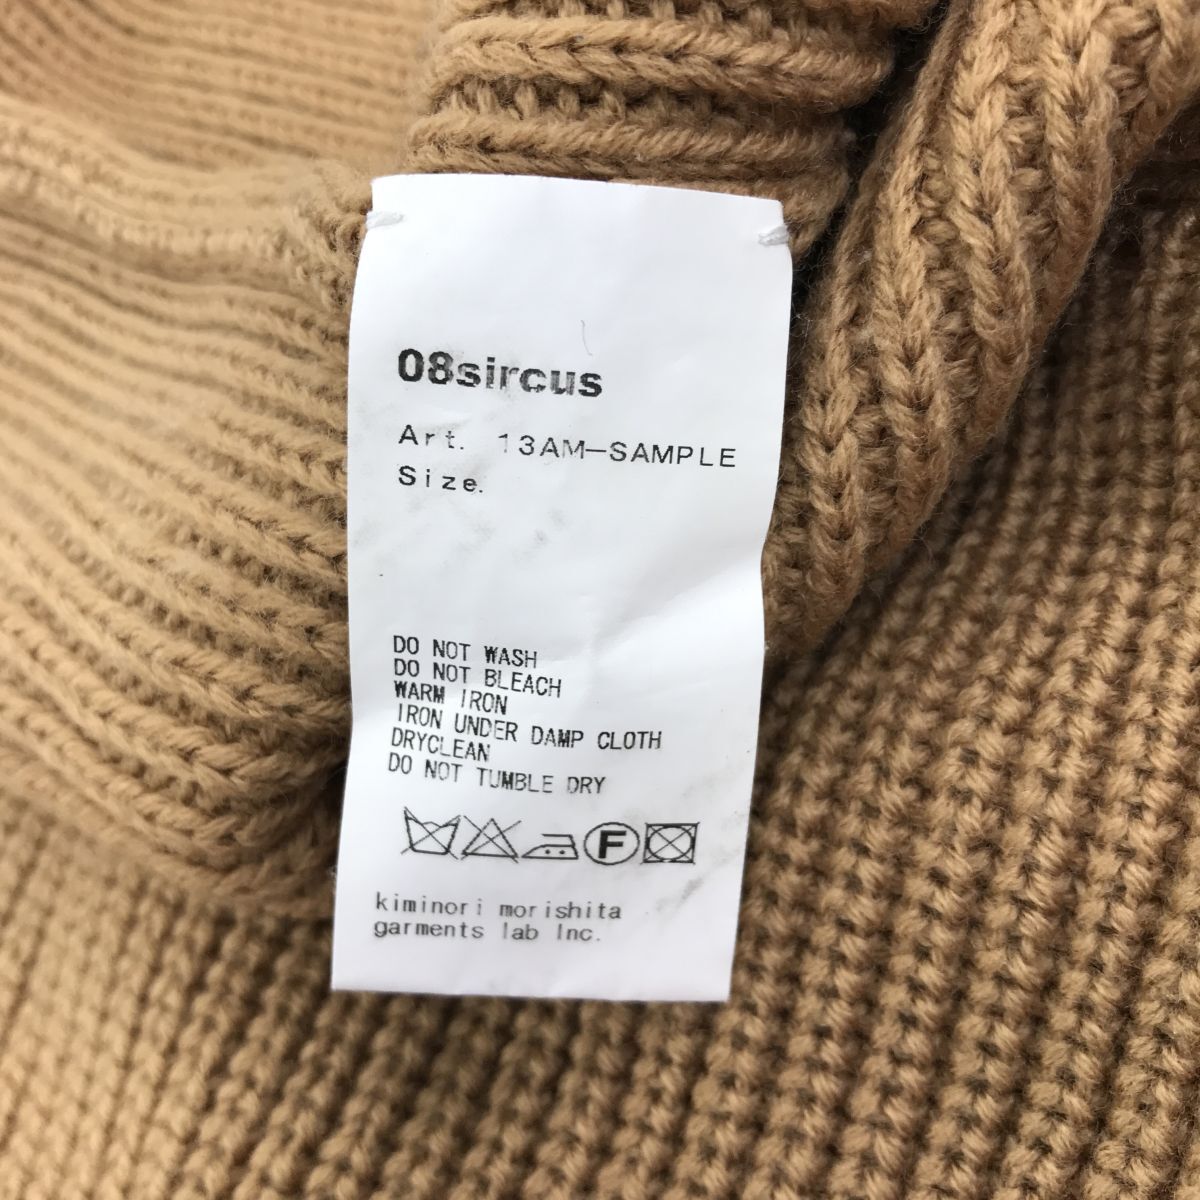 08sircus
Art. 13AM-SAMPLE
Size.
DO NOT WASH
DO NOT BLEACH
WARM IRON
IRON UNDER DAMP CLOTH
DRYCLEAN
DO NOT TUMBLE DRY
F
kiminori morishita
garments lab Inc.